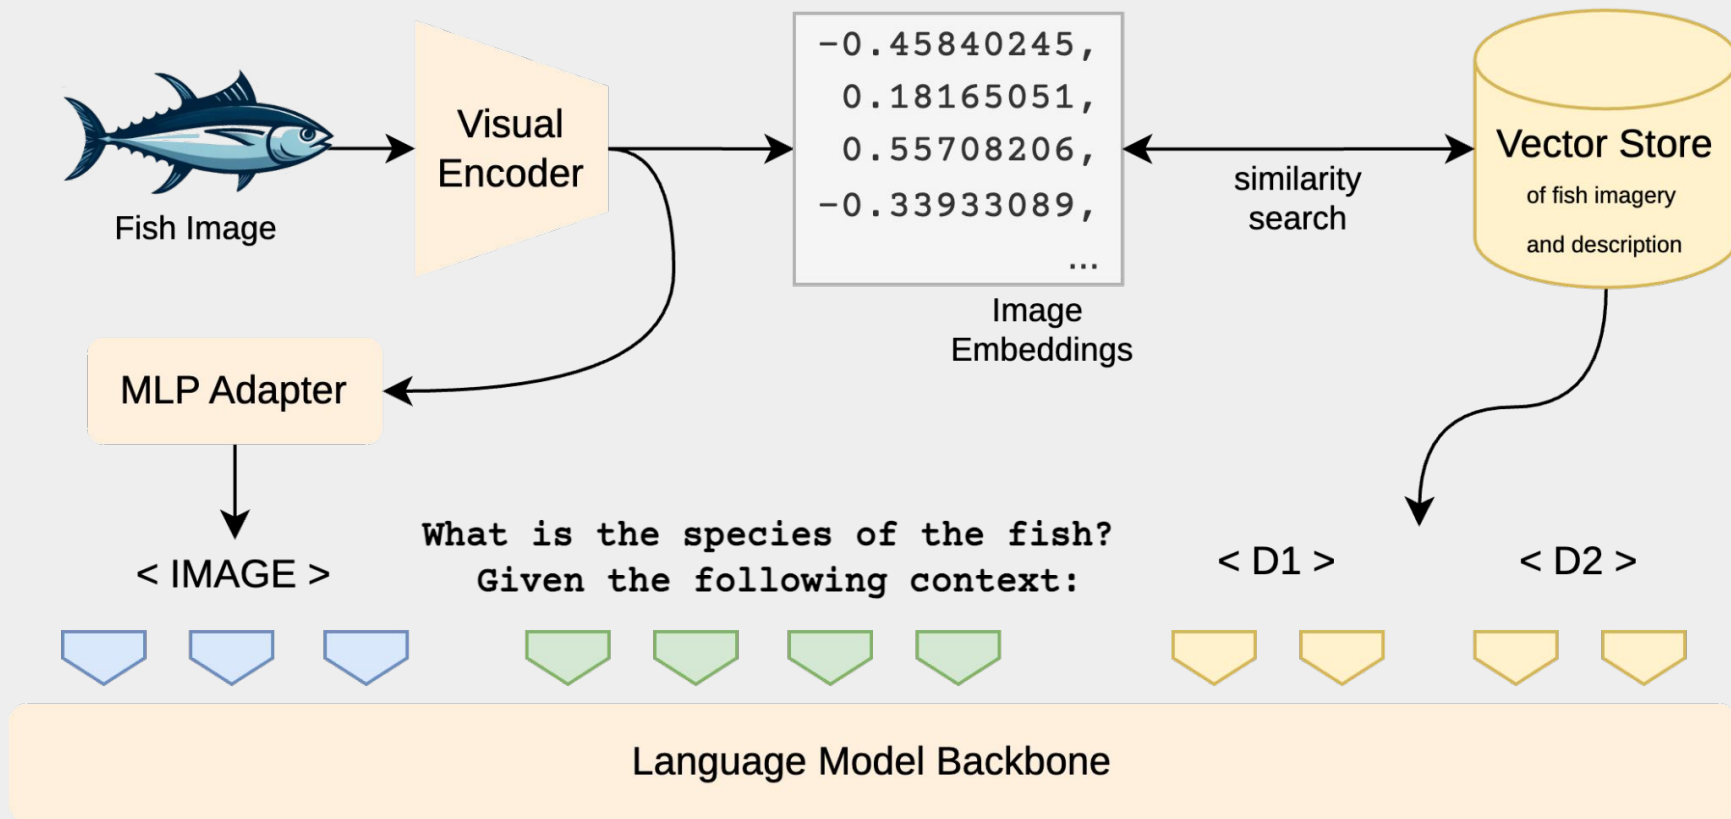 Fish Image
Visual
Encoder
-0.45840245,
0.18165051,
0.55708206,
-0.33933089,
...
Image
Embeddings
similarity
search
Vector Store
of fish imagery
and description
MLP Adapter
< IMAGE >
What is the species of the fish?
Given the following context:
< D1 >
< D2 >
Language Model Backbone